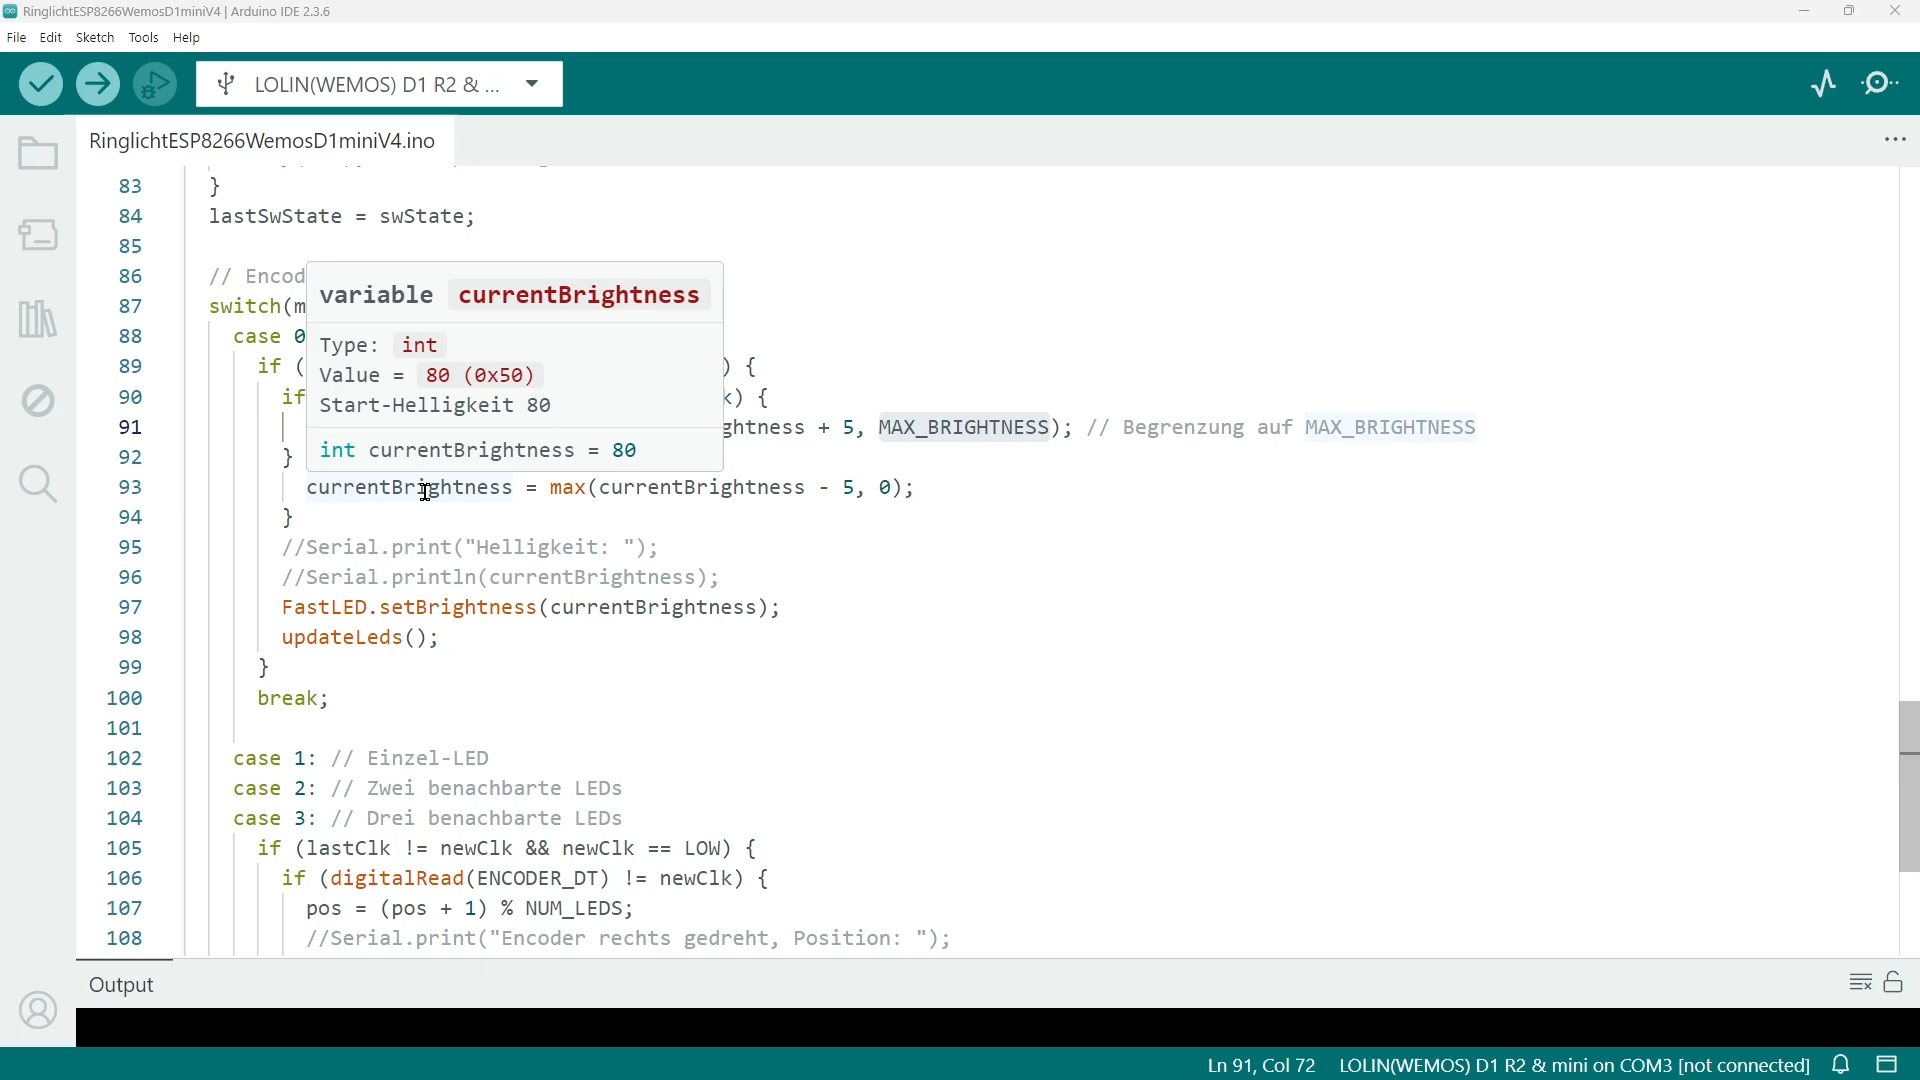 RinglichtESP8266WemosD1miniV4 | Arduino IDE 2.3.6
File Edit Sketch Tools Help
LOLIN(WEMOS) D1 R2 & ...
RinglichtESP8266WemosD1miniV4.ino
83 }
84 lastSwState = swState;
85
86 // Encod
variable currentBrightness
87 switch(m
88 case 0
Type: int
89 if ( ) {
Value = 80 (0x50)
90 if k) {
Start-Helligkeit 80
91 ghtness + 5, MAX_BRIGHTNESS); // Begrenzung auf MAX_BRIGHTNESS
int currentBrightness = 80
92 }
93 currentBrightness = max(currentBrightness - 5, 0);
94 }
95 //Serial.print("Helligkeit: ");
96 //Serial.println(currentBrightness);
97 FastLED.setBrightness(currentBrightness);
98 updateLeds();
99 }
100 break;
101
102 case 1: // Einzel-LED
103 case 2: // Zwei benachbarte LEDs
104 case 3: // Drei benachbarte LEDs
105 if (lastClk != newClk && newClk == LOW) {
106 if (digitalRead(ENCODER_DT) != newClk) {
107 pos = (pos + 1) % NUM_LEDS;
108 //Serial.print("Encoder rechts gedreht, Position: ");
Output
Ln 91, Col 72 LOLIN(WEMOS) D1 R2 & mini on COM3 [not connected]